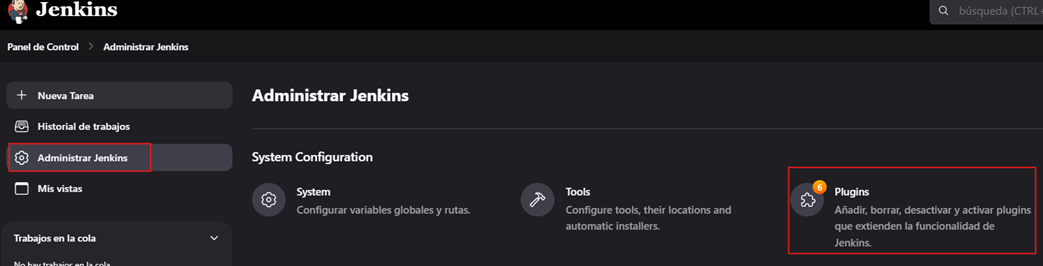 Jenkins
búsqueda (CTRL+
Panel de Control > Administrar Jenkins
Nueva Tarea
Historial de trabajos
Administrar Jenkins
Mis vistas
Trabajos en la cola
No hay trabajos en la cola
Administrar Jenkins
System Configuration
System
Configurar variables globales y rutas.
Tools
Configure tools, their locations and
automatic installers.
6
Plugins
Añadir, borrar, desactivar y activar plugins
que extienden la funcionalidad de
Jenkins.